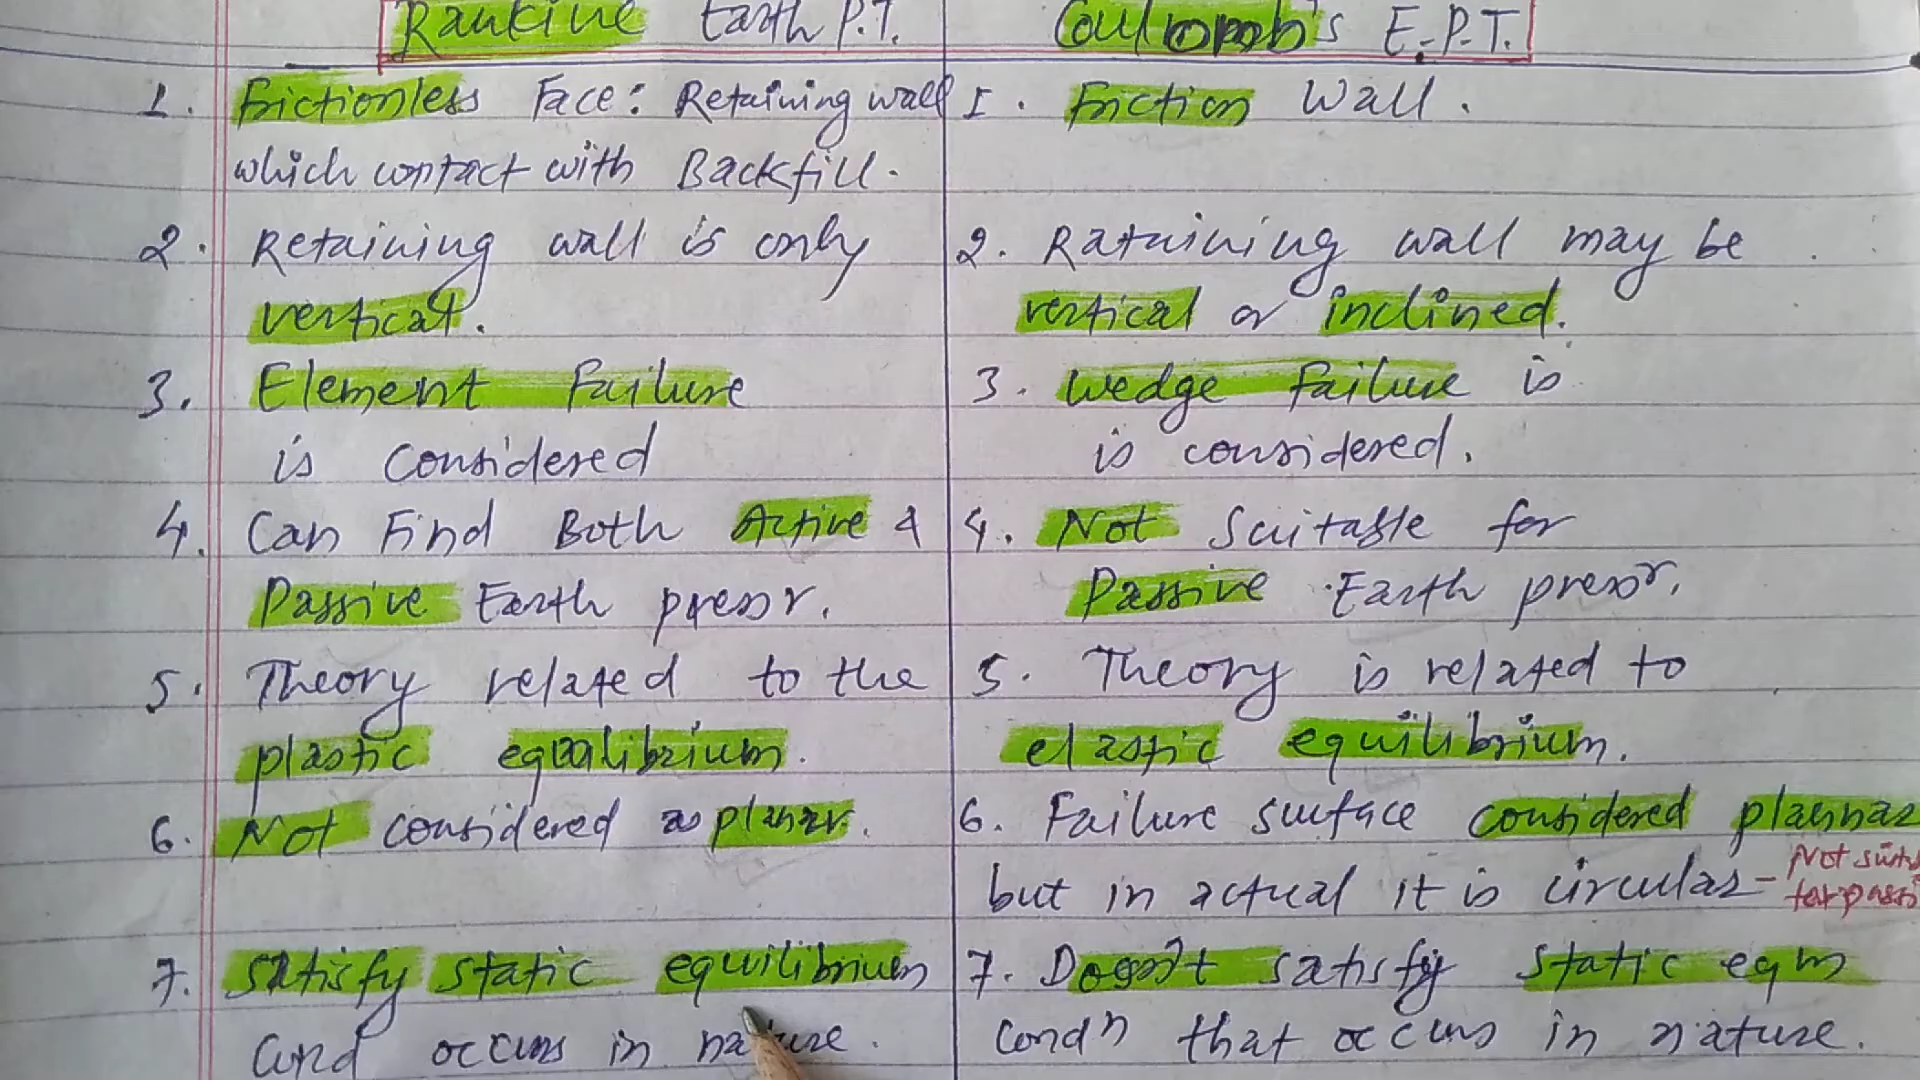 Rankine Earth P.T.
1. Frictionless Face: Retaining wall
which contact with Backfill.
2. Retaining wall is only
vertical.
3. Element Failure
is considered
4. Can Find Both Active &
Passive Earth pressr.
5. Theory related to the
plastic equalibrium.
6. Not considered as planar.
7. Satisfy static equilibrium
Cond occurs in nature.
Coulomb's E.P.T.
1. Friction Wall.
2. Rataining wall may be
vertical or inclined.
3. Wedge failure is
is considered.
4. Not Suitable for
Passive Earth pressr.
5. Theory is related to
elastic equilibrium.
6. Failure surface considered plannar
but in actual it is circular - Not
7. Doesn't satisfy static eqm
condn that occurs in nature.